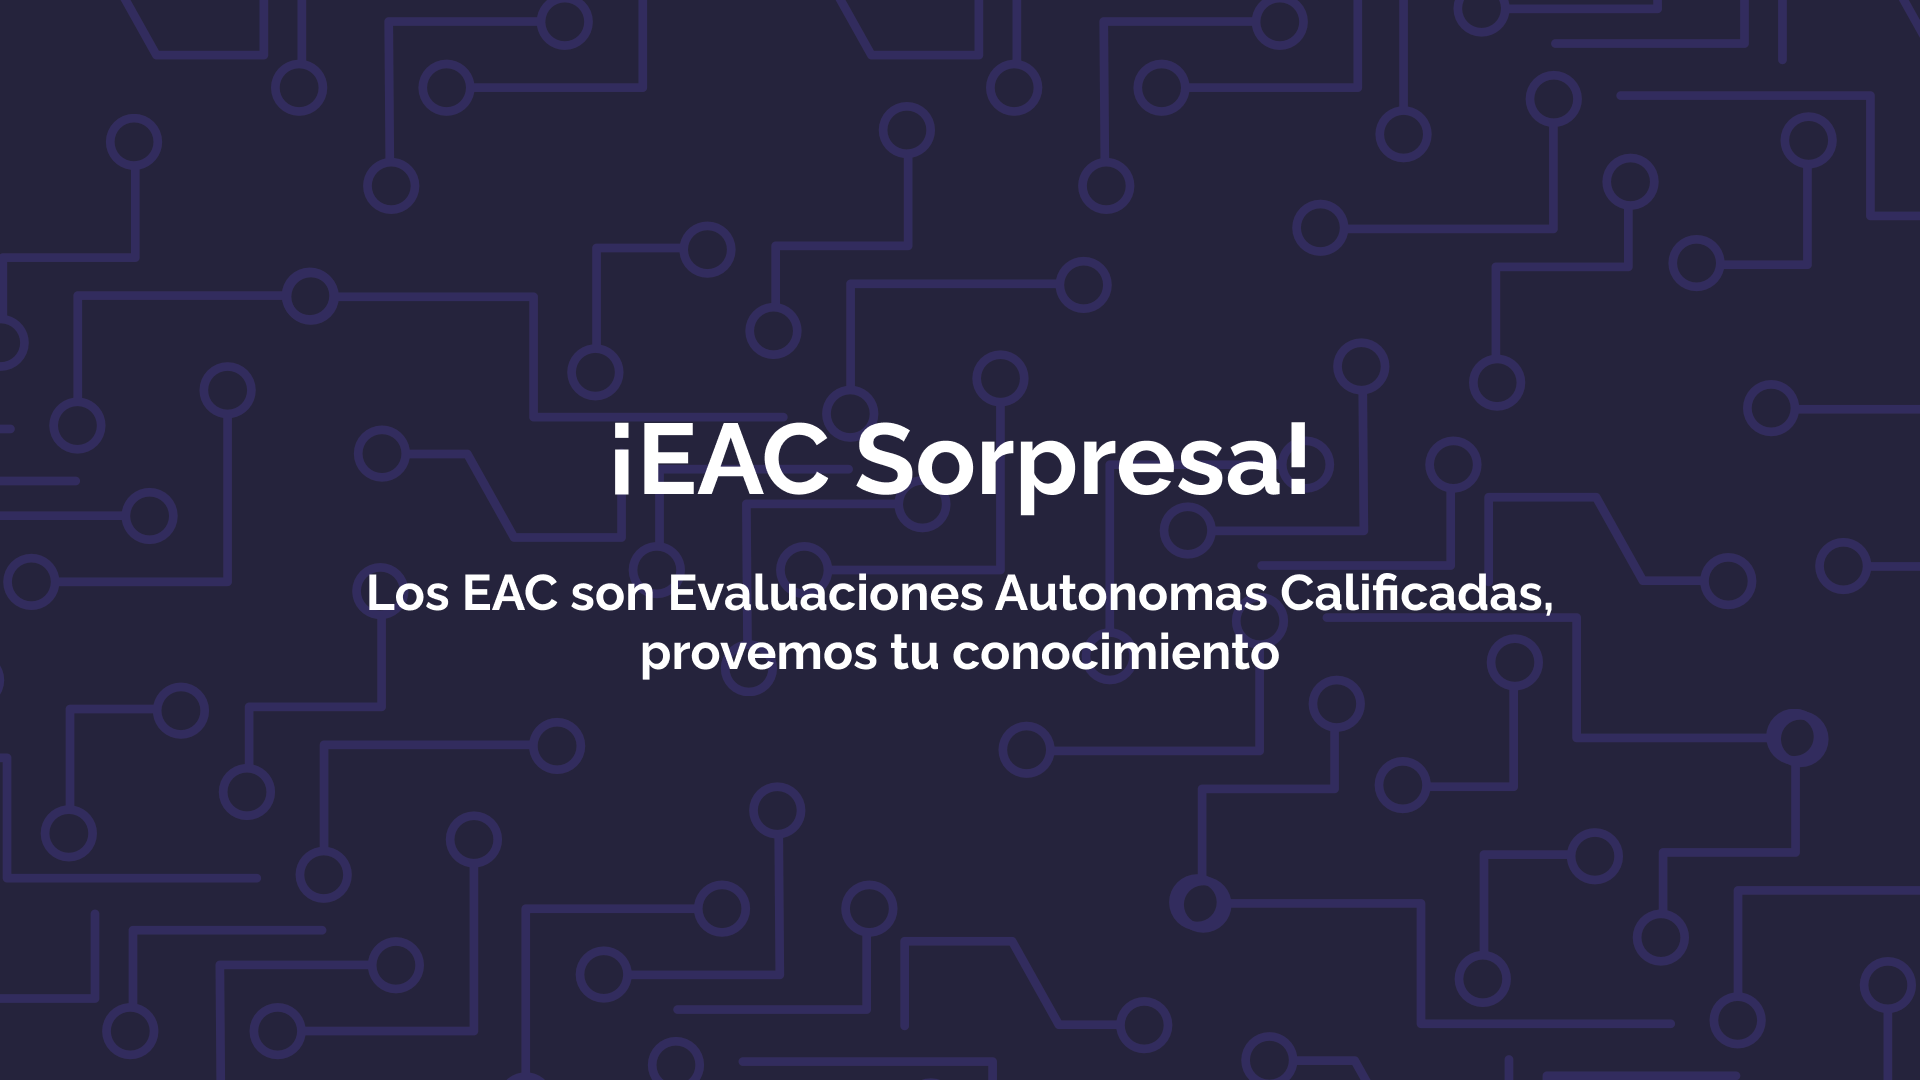 ¡EAC Sorpresa!
Los EAC son Evaluaciones Autonomas Calificadas,
provemos tu conocimiento